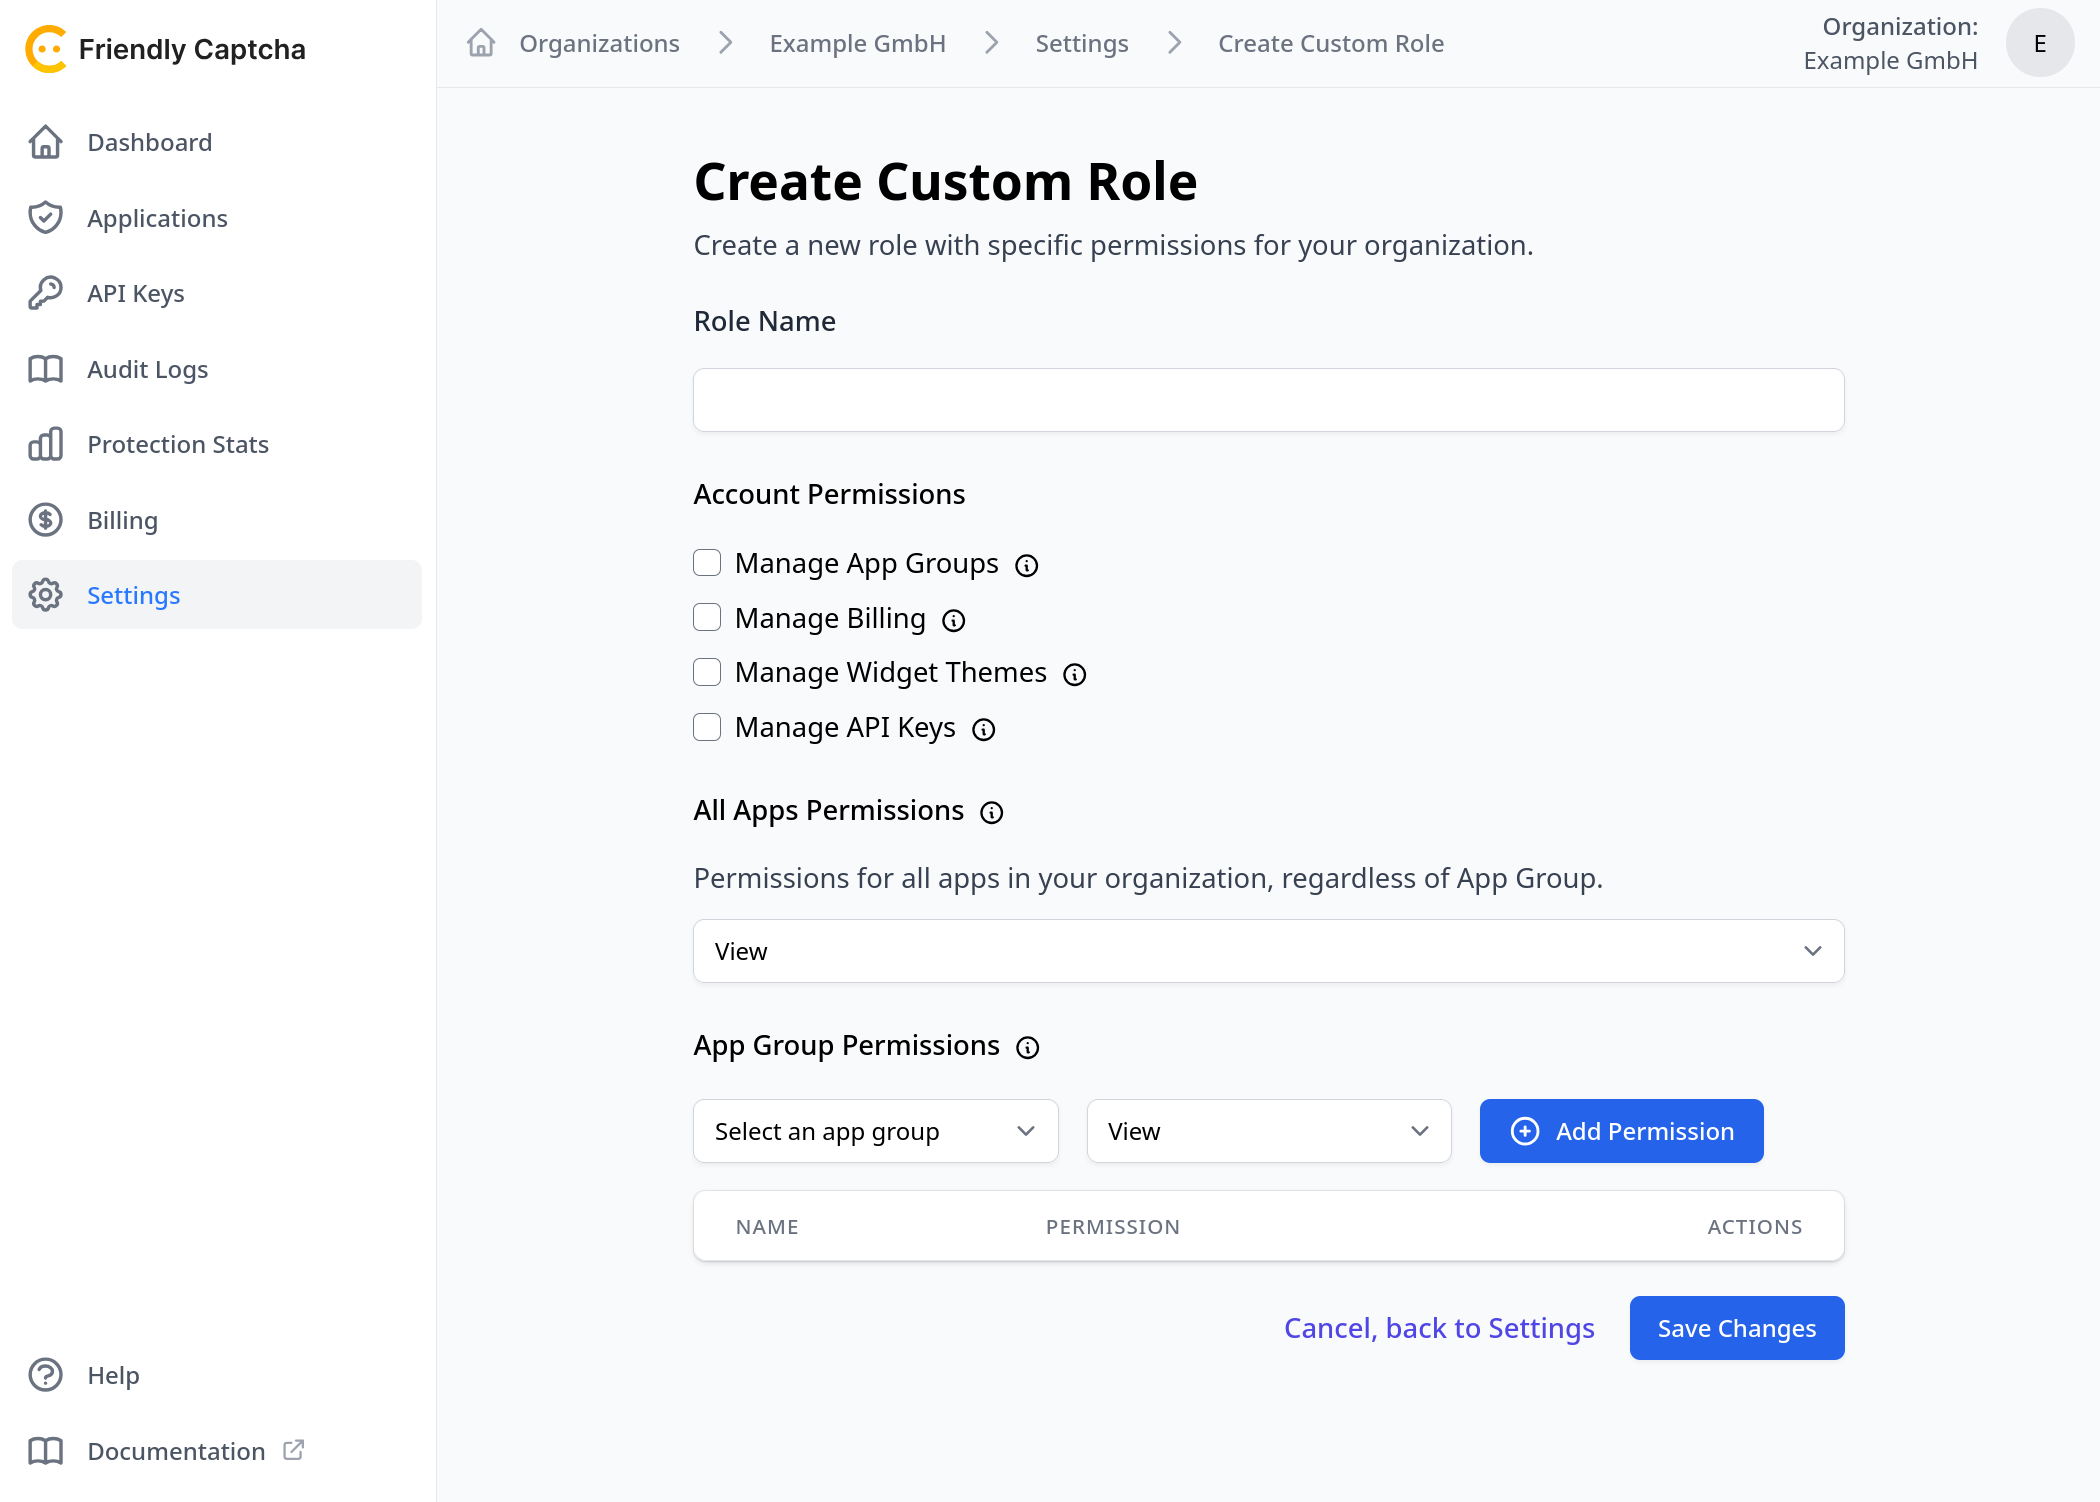 Friendly Captcha
Dashboard
Applications
API Keys
Audit Logs
Protection Stats
Billing
Settings
Help
Documentation
Organizations
Example GmbH
Settings
Create Custom Role
Organization:
Example GmbH
E
Create Custom Role
Create a new role with specific permissions for your organization.
Role Name
Account Permissions
Manage App Groups
Manage Billing
Manage Widget Themes
Manage API Keys
All Apps Permissions
Permissions for all apps in your organization, regardless of App Group.
View
App Group Permissions
Select an app group
View
Add Permission
NAME
PERMISSION
ACTIONS
Cancel, back to Settings
Save Changes